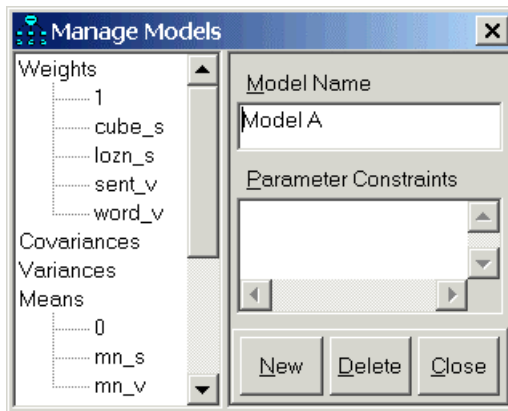 Manage Models
Weights
1
cube_s
lozn_s
sent_v
word_v
Covariances
Variances
Means
0
mn_s
mn_v
Model Name
Model A
Parameter Constraints
New
Delete
Close